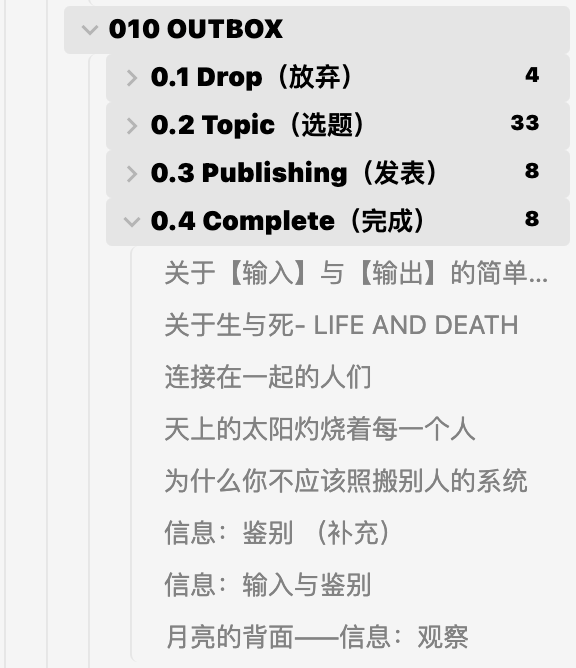 010 OUTBOX
0.1 Drop（放弃） 4
0.2 Topic（选题） 33
0.3 Publishing（发表） 8
0.4 Complete（完成） 8
关于【输入】与【输出】的简单...
关于生与死- LIFE AND DEATH
连接在一起的人们
天上的太阳灼烧着每一个人
为什么你不应该照搬别人的系统
信息：鉴别 （补充）
信息：输入与鉴别
月亮的背面——信息：观察